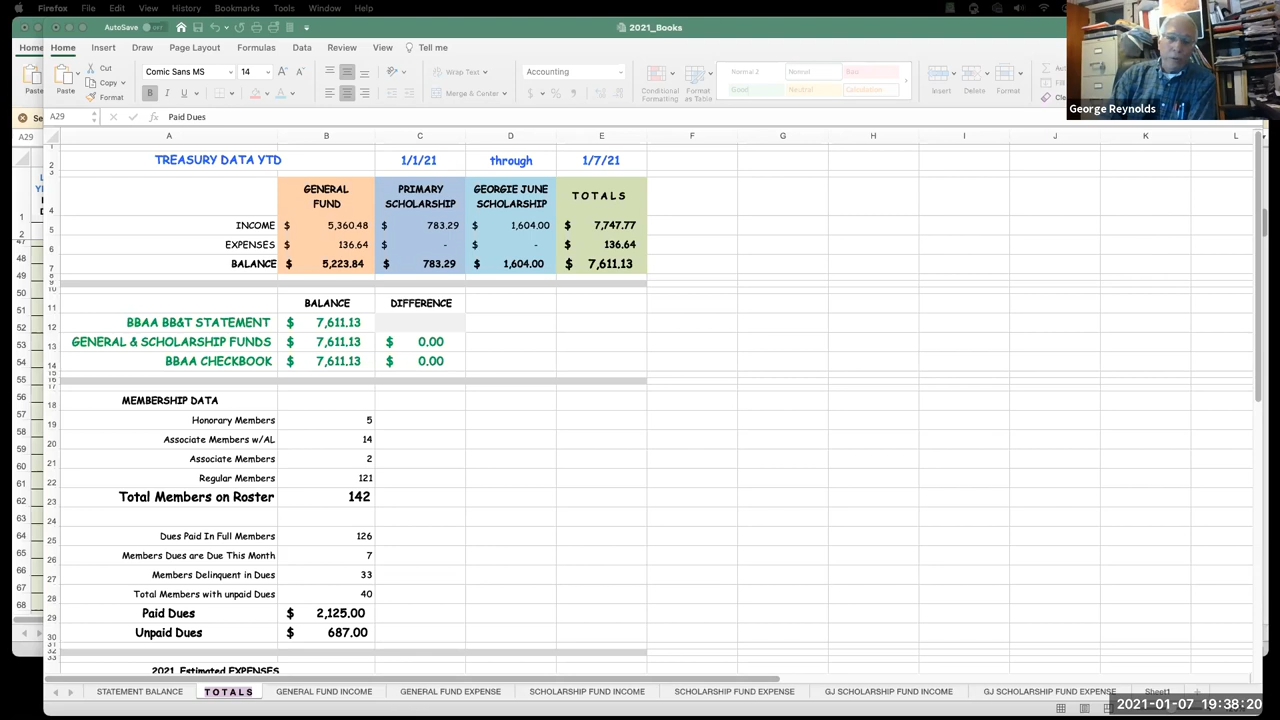 Firefox File Edit View History Bookmarks Tools Window Help
AutoSave OFF 2021_Books
Home Home Insert Draw Page Layout Formulas Data Review View Tell me
Paste Paste Cut Copy Format
Comic Sans MS 14 Wrap Text Merge & Center Accounting Conditional Formatting Format as Table Normal 2 Normal Bad Good Neutral Calculation Insert Delete Format
George Reynolds
A29 fx Paid Dues
A B C D E F G H I J K L
TREASURY DATA YTD 1/1/21 through 1/7/21
GENERAL FUND PRIMARY SCHOLARSHIP GEORGIE JUNE SCHOLARSHIP TOTALS
INCOME $ 5,360.48 $ 783.29 $ 1,604.00 $ 7,747.77
EXPENSES $ 136.64 $ - $ - $ 136.64
BALANCE $ 5,223.84 $ 783.29 $ 1,604.00 $ 7,611.13
BALANCE DIFFERENCE
BBAA BB&T STATEMENT $ 7,611.13
GENERAL & SCHOLARSHIP FUNDS $ 7,611.13 $ 0.00
BBAA CHECKBOOK $ 7,611.13 $ 0.00
MEMBERSHIP DATA
Honorary Members 5
Associate Members w/AL 14
Associate Members 2
Regular Members 121
Total Members on Roster 142
Dues Paid In Full Members 126
Members Dues are Due This Month 7
Members Delinquent in Dues 33
Total Members with unpaid Dues 40
Paid Dues $ 2,125.00
Unpaid Dues $ 687.00
2021 Estimated EXPENSES
STATEMENT BALANCE TOTALS GENERAL FUND INCOME GENERAL FUND EXPENSE SCHOLARSHIP FUND INCOME SCHOLARSHIP FUND EXPENSE GJ SCHOLARSHIP FUND INCOME GJ SCHOLARSHIP FUND EXPENSE Sheet1
2021-01-07 19:38:20